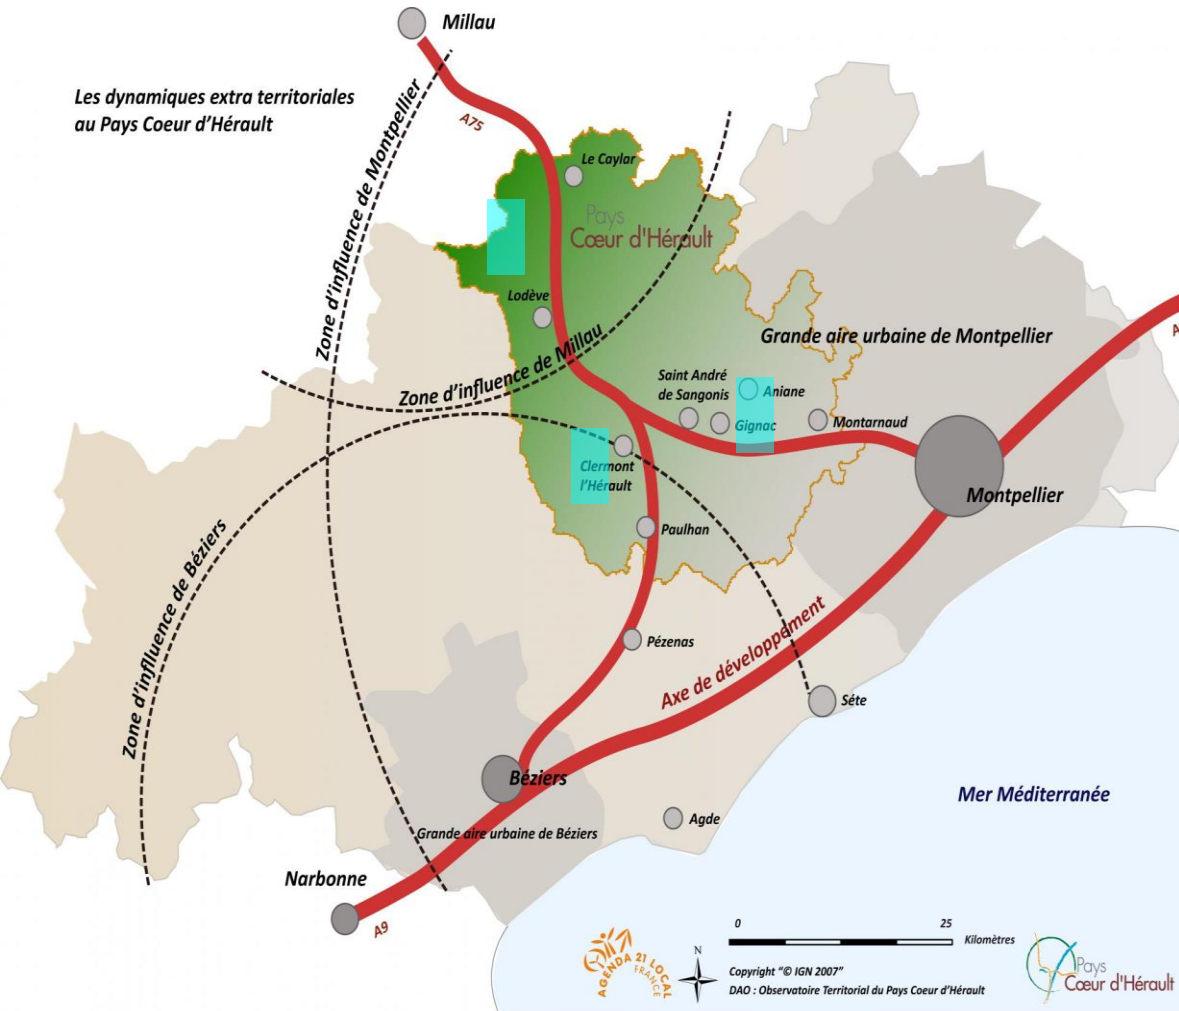 Millau
Les dynamiques extra territoriales
au Pays Coeur d'Hérault
A75
Zone d'influence de Montpellier
Le Caylar
Pays
Cœur d'Hérault
Lodève
Zone d'influence de Millau
Grande aire urbaine de Montpellier
A
Saint André
de Sangonis
Aniane
Gignac
Montarnaud
Clermont
l'Hérault
Montpellier
Paulhan
Zone d'inflluence de Béziers
Pézenas
Axe de développement
Séte
Béziers
Mer Méditerranée
Agde
Grande aire urbaine de Béziers
Narbonne
A9
0 25
Kilomètres
AGENDA 21 LOCAL
FRANCE
N
Copyright "© IGN 2007"
DAO : Observatoire Territorial du Pays Coeur d'Hérault
Pays
Cœur d'Hérault